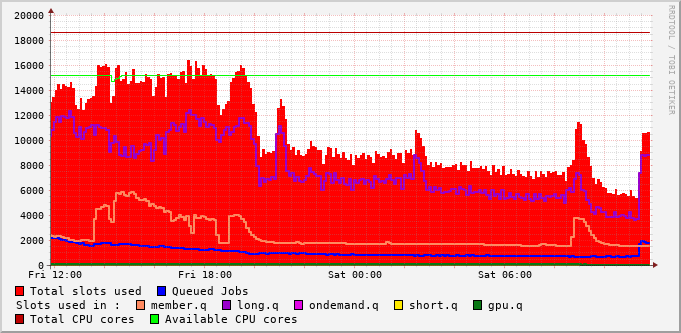 20000
18000
16000
14000
12000
10000
8000
6000
4000
2000
0
Fri 12:00 Fri 18:00 Sat 00:00 Sat 06:00
RRDTOOL / TOBI OETIKER
Total slots used Queued Jobs
Slots used in : member.q long.q ondemand.q short.q gpu.q
Total CPU cores Available CPU cores